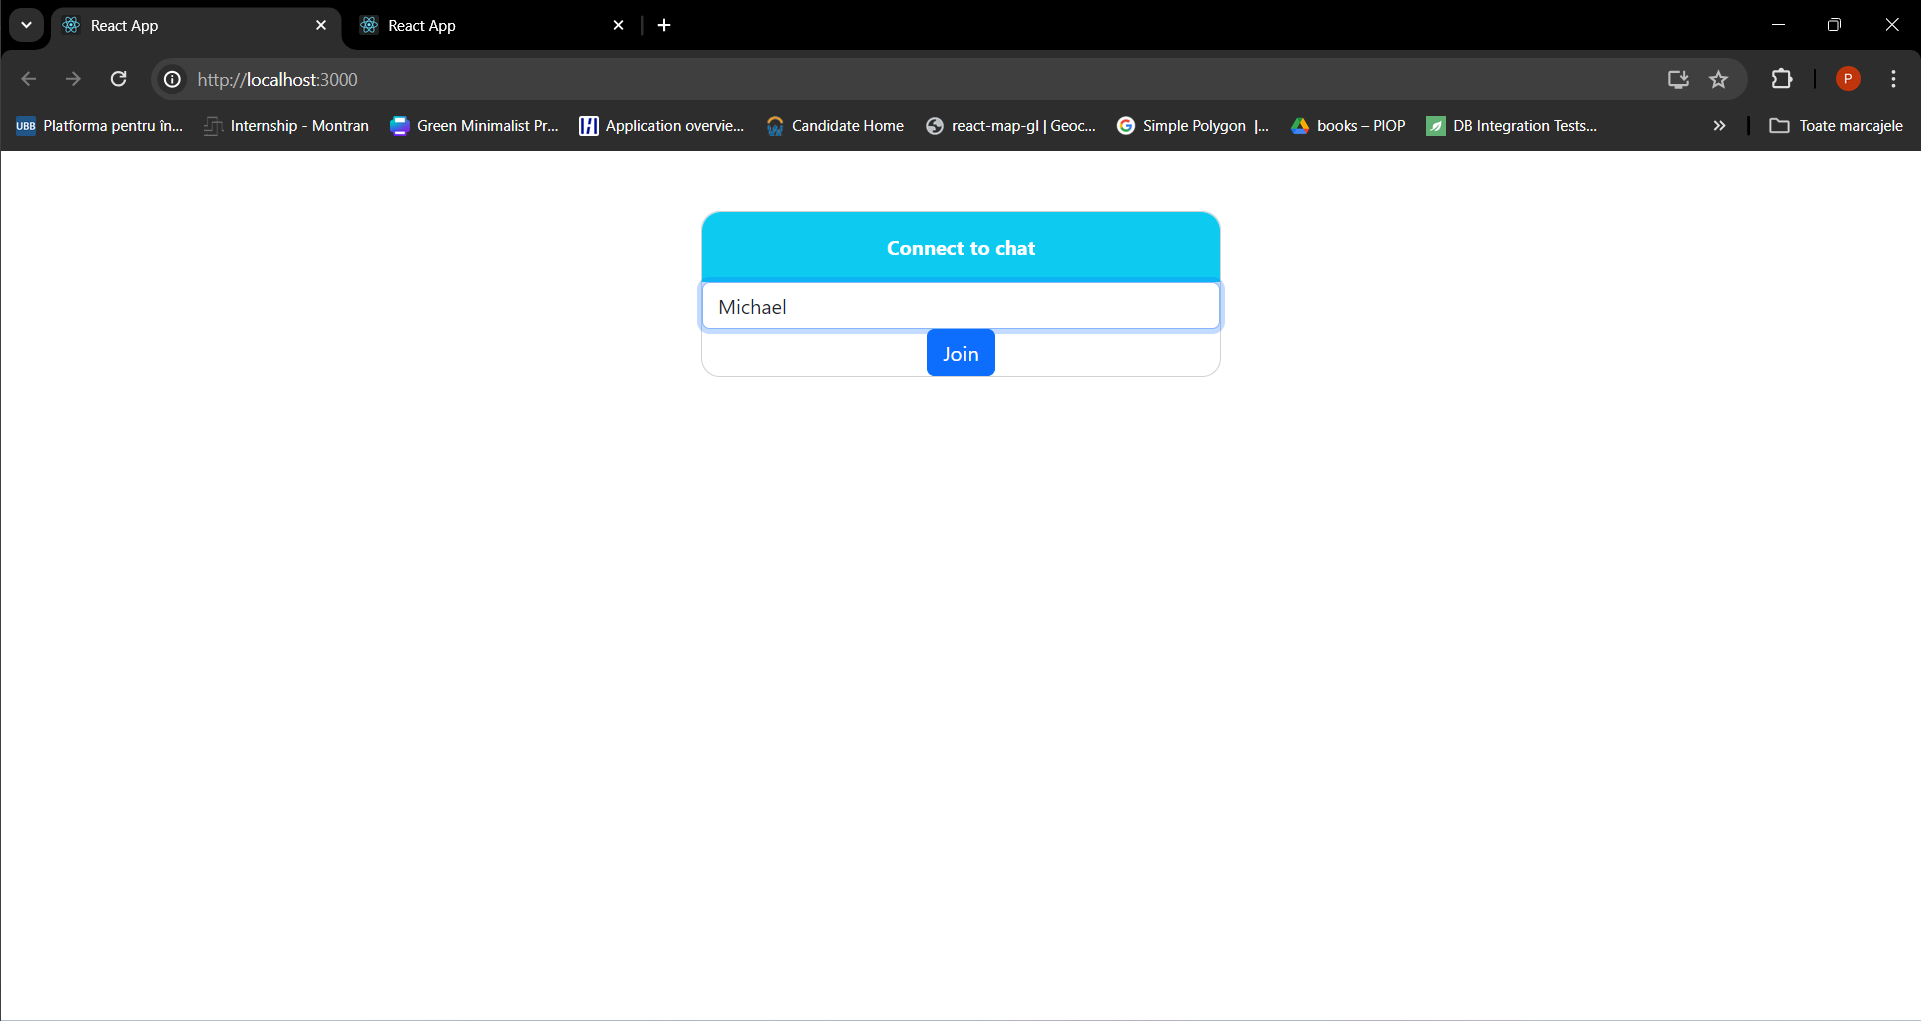 React App
React App
http://localhost:3000
P
UBB Platforma pentru în... Internship - Montran Green Minimalist Pr... Application overvie... Candidate Home react-map-gl | Geoc... Simple Polygon |... books – PIOP DB Integration Tests... Toate marcajele
Connect to chat
Michael
Join